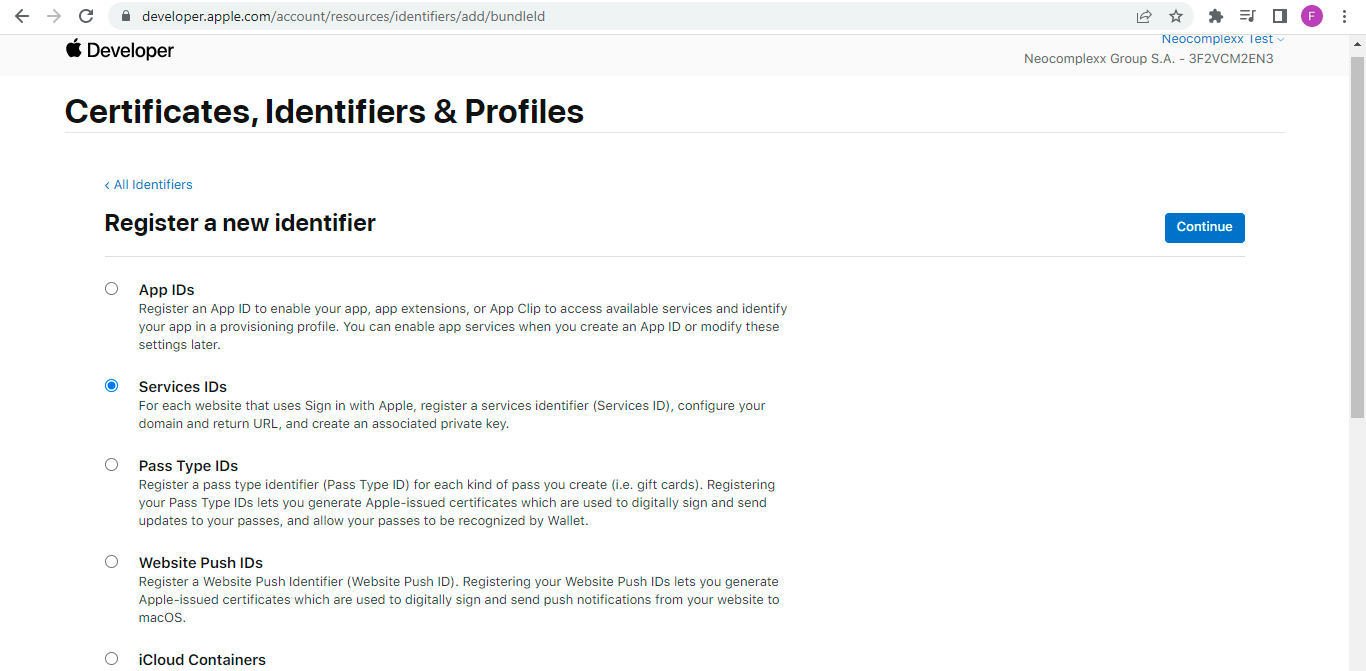 developer.apple.com/account/resources/identifiers/add/bundleId
F
Developer
Neocomplexx Test
Neocomplexx Group S.A. - 3F2VCM2EN3
Certificates, Identifiers & Profiles
‹ All Identifiers
Register a new identifier
Continue
App IDs
Register an App ID to enable your app, app extensions, or App Clip to access available services and identify
your app in a provisioning profile. You can enable app services when you create an App ID or modify these
settings later.
Services IDs
For each website that uses Sign in with Apple, register a services identifier (Services ID), configure your
domain and return URL, and create an associated private key.
Pass Type IDs
Register a pass type identifier (Pass Type ID) for each kind of pass you create (i.e. gift cards). Registering
your Pass Type IDs lets you generate Apple-issued certificates which are used to digitally sign and send
updates to your passes, and allow your passes to be recognized by Wallet.
Website Push IDs
Register a Website Push Identifier (Website Push ID). Registering your Website Push IDs lets you generate
Apple-issued certificates which are used to digitally sign and send push notifications from your website to
macOS.
iCloud Containers